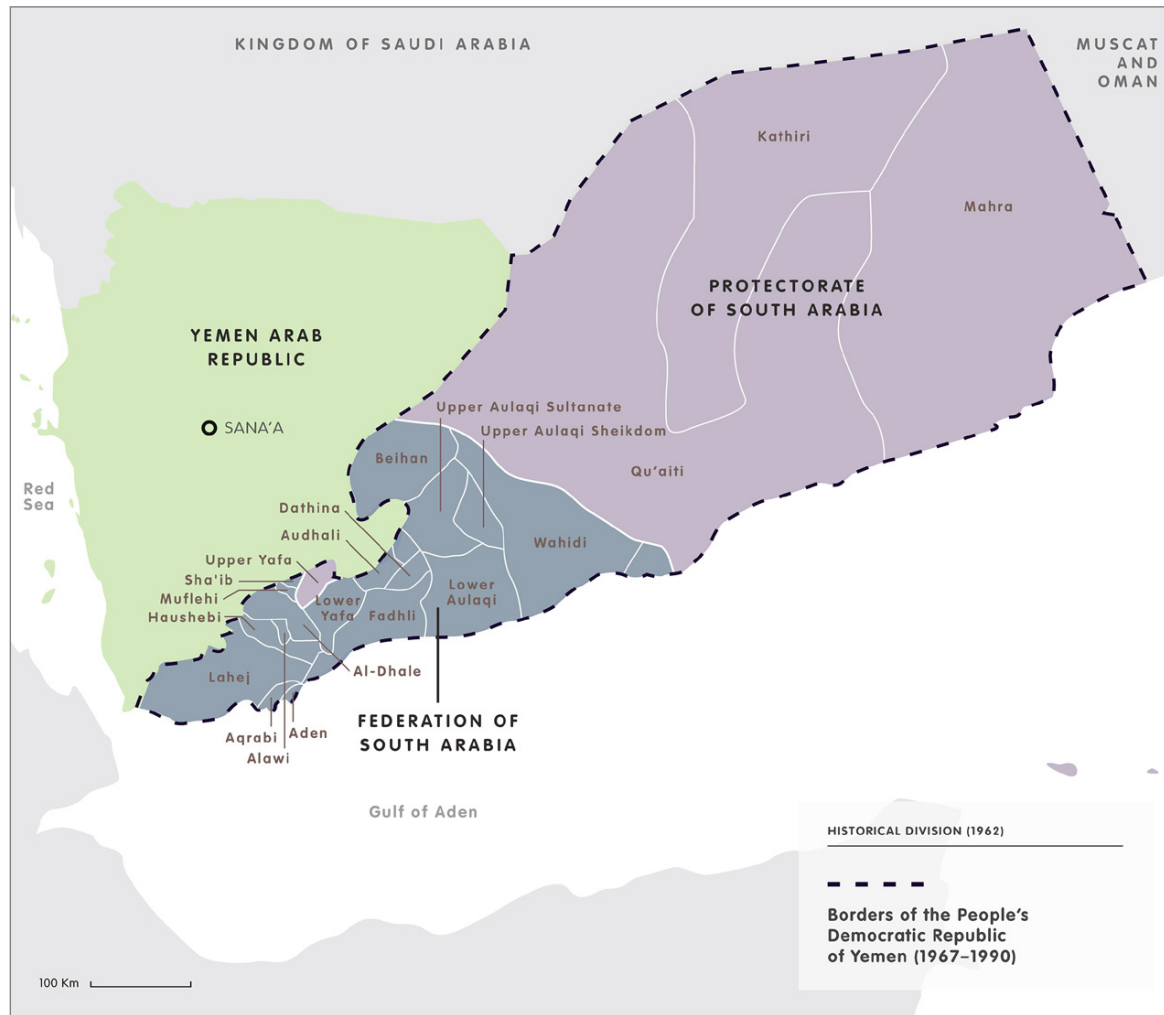 KINGDOM OF SAUDI ARABIA
MUSCAT
AND
OMAN
Kathiri
Mahra
PROTECTORATE
OF SOUTH ARABIA
YEMEN ARAB
REPUBLIC
SANA'A
Upper Aulaqi Sultanate
Upper Aulaqi Sheikdom
Beihan
Qu'aiti
Red
Sea
Dathina
Audhali
Wahidi
Upper Yafa
Sha'ib
Muflehi
Haushebi
Lower
Yafa
Fadhli
Lower
Aulaqi
Lahej
Al-Dhale
Aqrabi
Aden
Alawi
FEDERATION OF
SOUTH ARABIA
Gulf of Aden
HISTORICAL DIVISION (1962)
Borders of the People's
Democratic Republic
of Yemen (1967–1990)
100 Km